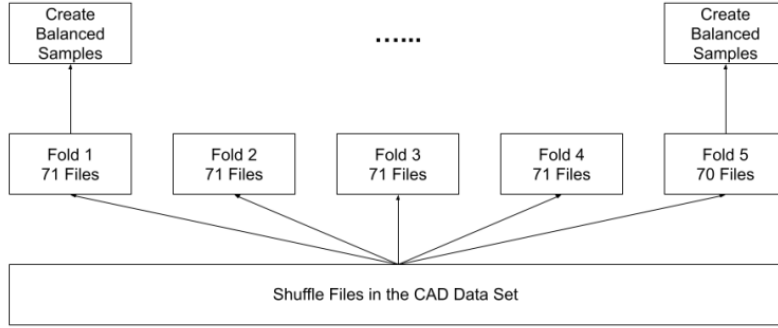 Create
Balanced
Samples
......
Create
Balanced
Samples
Fold 1
71 Files
Fold 2
71 Files
Fold 3
71 Files
Fold 4
71 Files
Fold 5
70 Files
Shuffle Files in the CAD Data Set